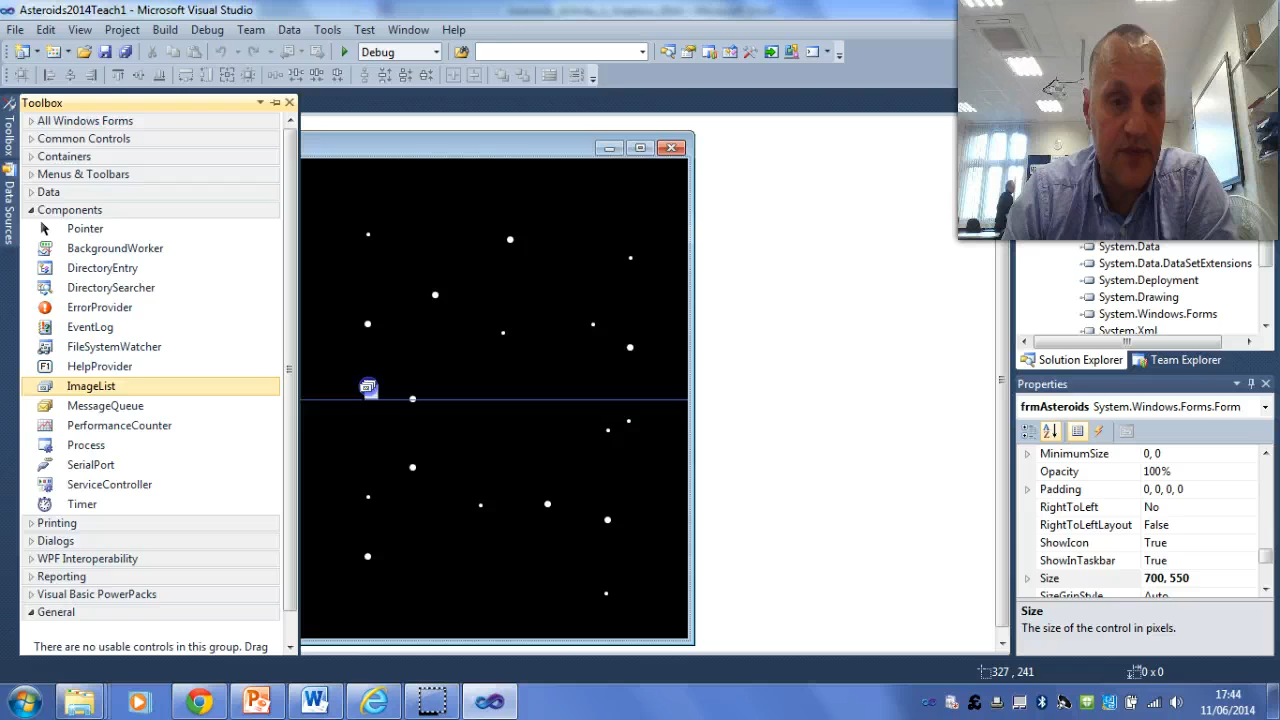 Asteroids2014Teach1 - Microsoft Visual Studio
File Edit View Project Build Debug Team Data Tools Test Window Help
Debug
Toolbox
Toolbox
Data Sources
All Windows Forms
Common Controls
Containers
Menus & Toolbars
Data
Components
Pointer
BackgroundWorker
DirectoryEntry
DirectorySearcher
ErrorProvider
EventLog
FileSystemWatcher
HelpProvider
ImageList
MessageQueue
PerformanceCounter
Process
SerialPort
ServiceController
Timer
Printing
Dialogs
WPF Interoperability
Reporting
Visual Basic PowerPacks
General
There are no usable controls in this group. Drag
System.Data
System.Data.DataSetExtensions
System.Deployment
System.Drawing
System.Windows.Forms
System.Xml
Solution Explorer Team Explorer
Properties
frmAsteroids System.Windows.Forms.Form
MinimumSize 0, 0
Opacity 100%
Padding 0, 0, 0, 0
RightToLeft No
RightToLeftLayout False
ShowIcon True
ShowInTaskbar True
Size 700, 550
SizeGripStyle Auto
Size
The size of the control in pixels.
327 , 241 0 x 0
17:44
11/06/2014